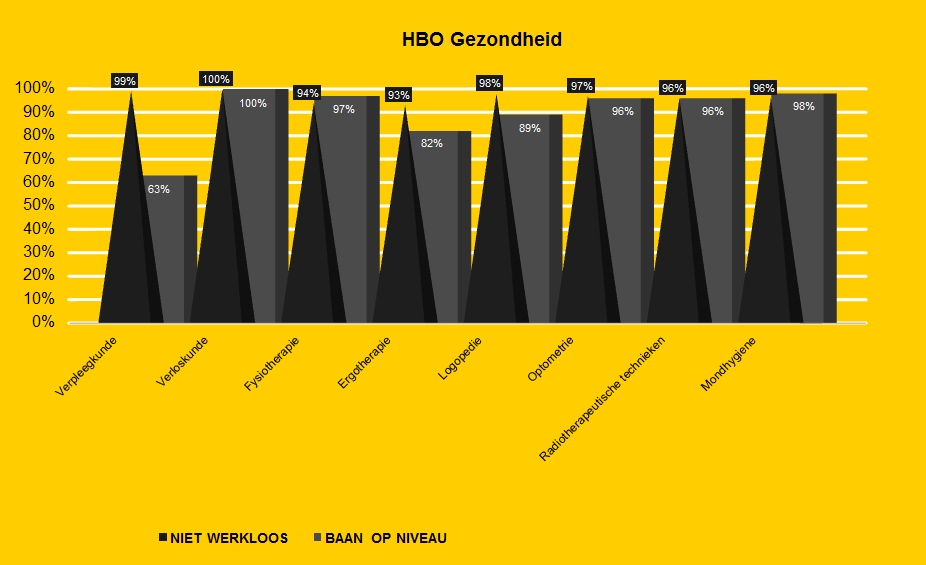 HBO Gezondheid
99%
100%
94%
93%
98%
97%
96%
96%
63%
100%
97%
82%
89%
96%
96%
98%
100%
90%
80%
70%
60%
50%
40%
30%
20%
10%
0%
Verpleegkunde
Verloskunde
Fysiotherapie
Ergotherapie
Logopedie
Optometrie
Radiotherapeutische technieken
Mondhygiene
NIET WERKLOOS
BAAN OP NIVEAU